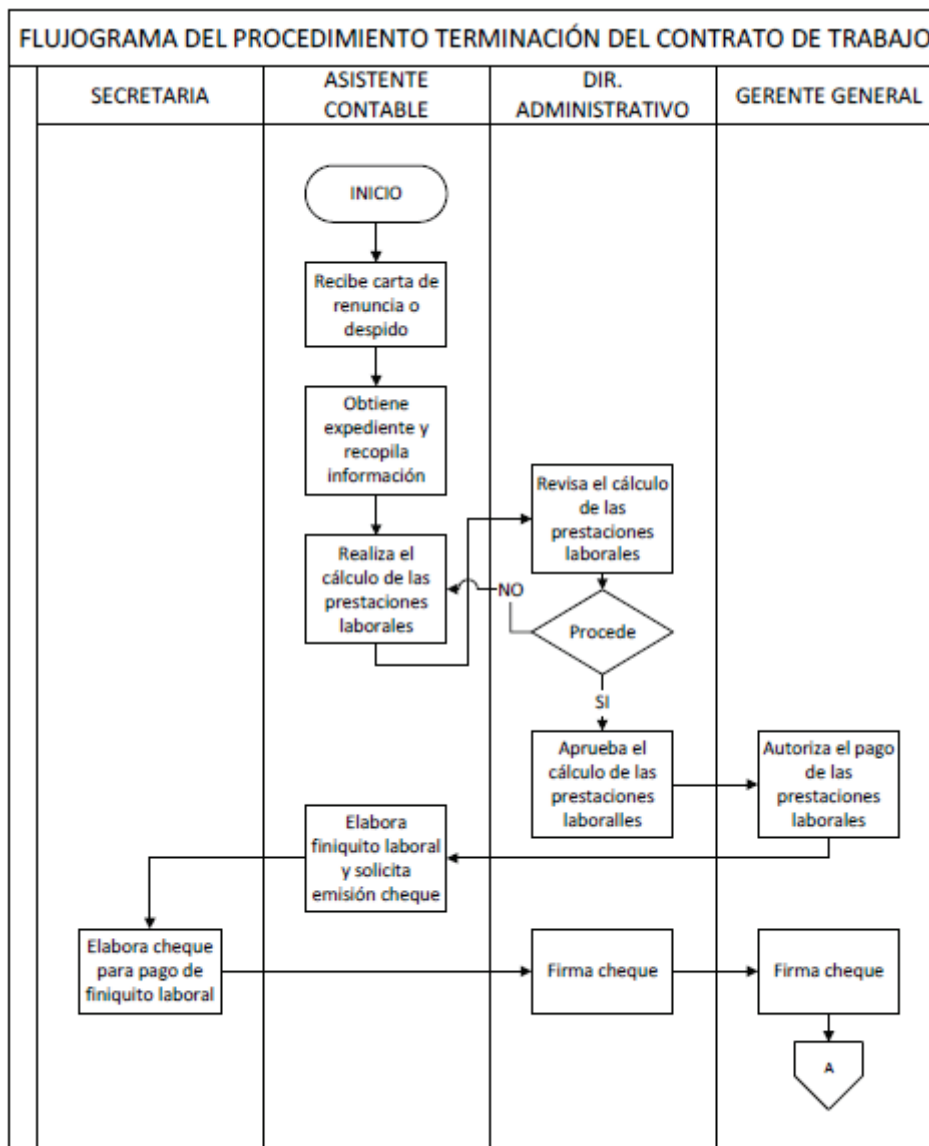 FLUJOGRAMA DEL PROCEDIMIENTO TERMINACIÓN DEL CONTRATO DE TRABAJO
SECRETARIA
ASISTENTE
CONTABLE
DIR.
ADMINISTRATIVO
GERENTE GENERAL
INICIO
Recibe carta de
renuncia o
despido
Obtiene
expediente y
recopila
información
Revisa el cálculo
de las
prestaciones
laborales
Realiza el
cálculo de las
prestaciones
laborales
NO
Procede
SI
Aprueba el
cálculo de las
prestaciones
laboralles
Autoriza el pago
de las
prestaciones
laborales
Elabora
finiquito laboral
y solicita
emisión cheque
Elabora cheque
para pago de
finiquito laboral
Firma cheque
Firma cheque
A